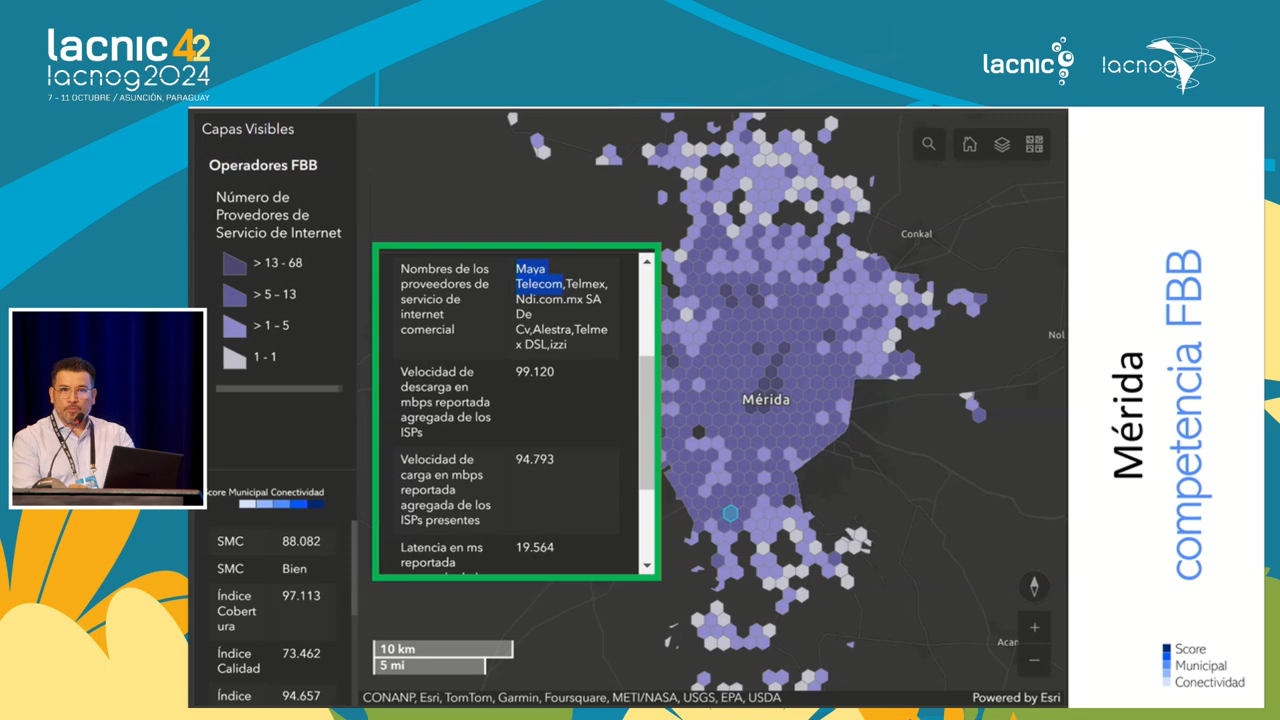 lacnic 42
lacnog2024
7 - 11 OCTUBRE / ASUNCIÓN, PARAGUAY
lacnic
lacnog
Capas Visibles
Operadores FBB
Número de
Provedores de
Servicio de Internet
> 13 - 68
> 5 - 13
> 1 - 5
1 - 1
core Municipal Conectividad
SMC 88.082
SMC Bien
Índice
Cobert
ura
97.113
Índice
Calidad
73.462
Índice 94.657
Nombres de los
proveedores de
servicio de
internet
comercial
Maya
Telecom,Telmex,
Ndi.com.mx SA
De
Cv,Alestra,Telme
x DSL,izzi
Velocidad de
descarga en
mbps reportada
agregada de los
ISPs
99.120
Velocidad de
carga en mbps
reportada
agregada de los
ISPs presentes
94.793
Latencia en ms
reportada
19.564
Conkal
Nol
Mérida
Acan
10 km
5 mi
CONANP, Esri, TomTom, Garmin, Foursquare, METI/NASA, USGS, EPA, USDA
Powered by Esri
Mérida
competencia FBB
Score
Municipal
Conectividad